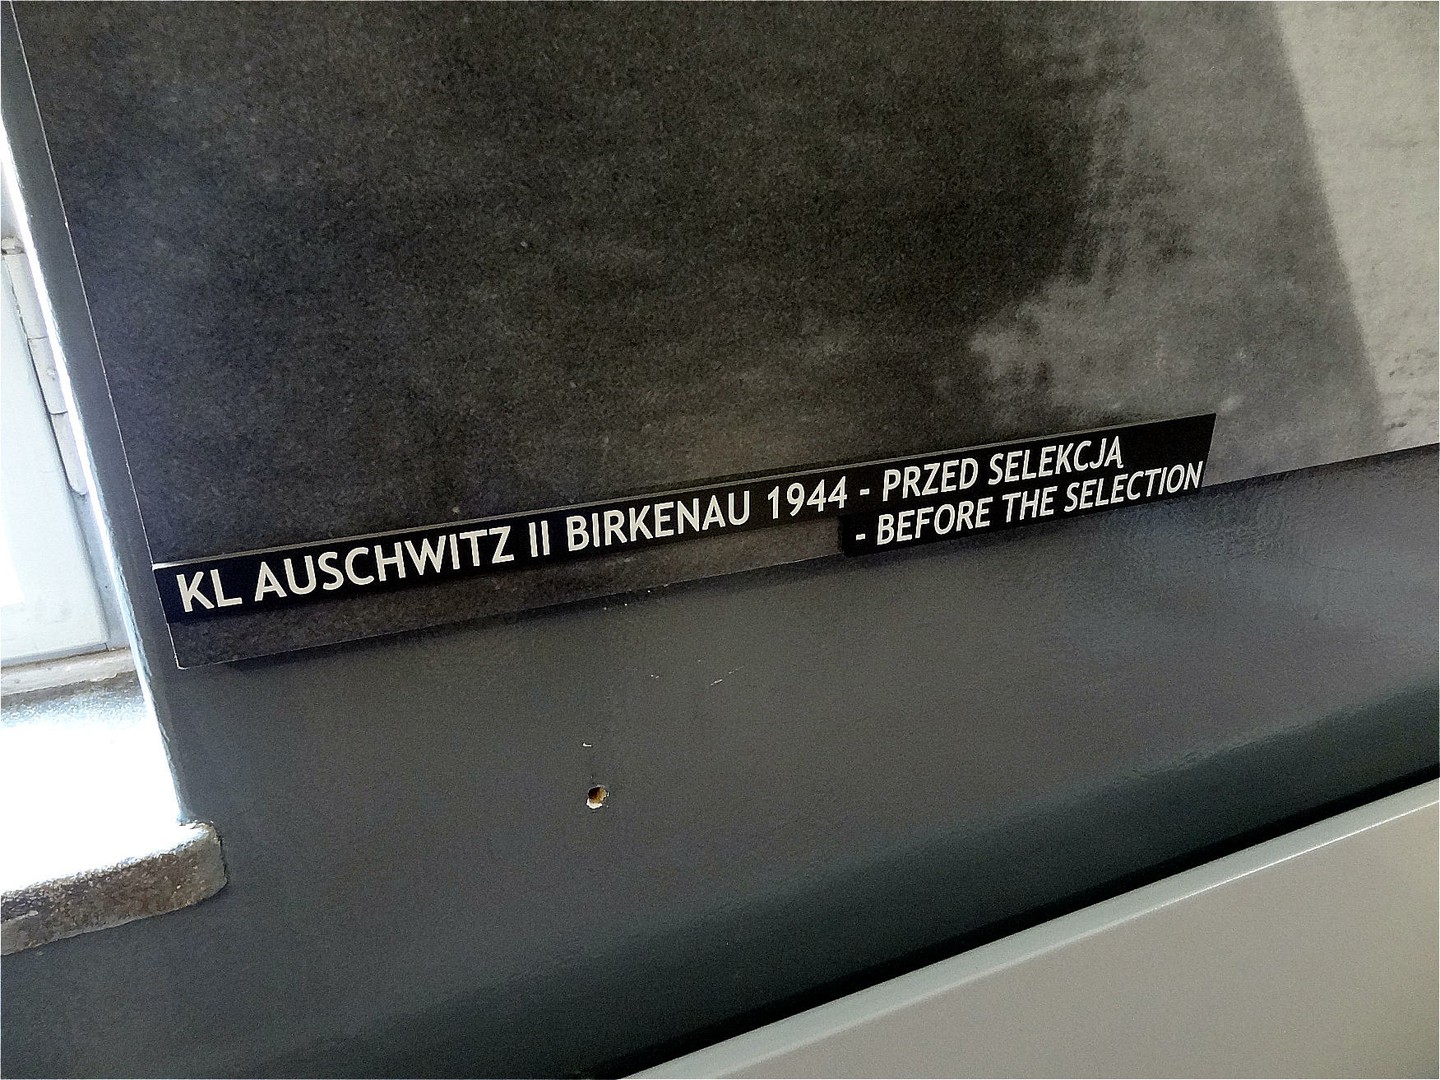 KL AUSCHWITZ II BIRKENAU 1944 - PRZED SELEKCJĄ
- BEFORE THE SELECTION